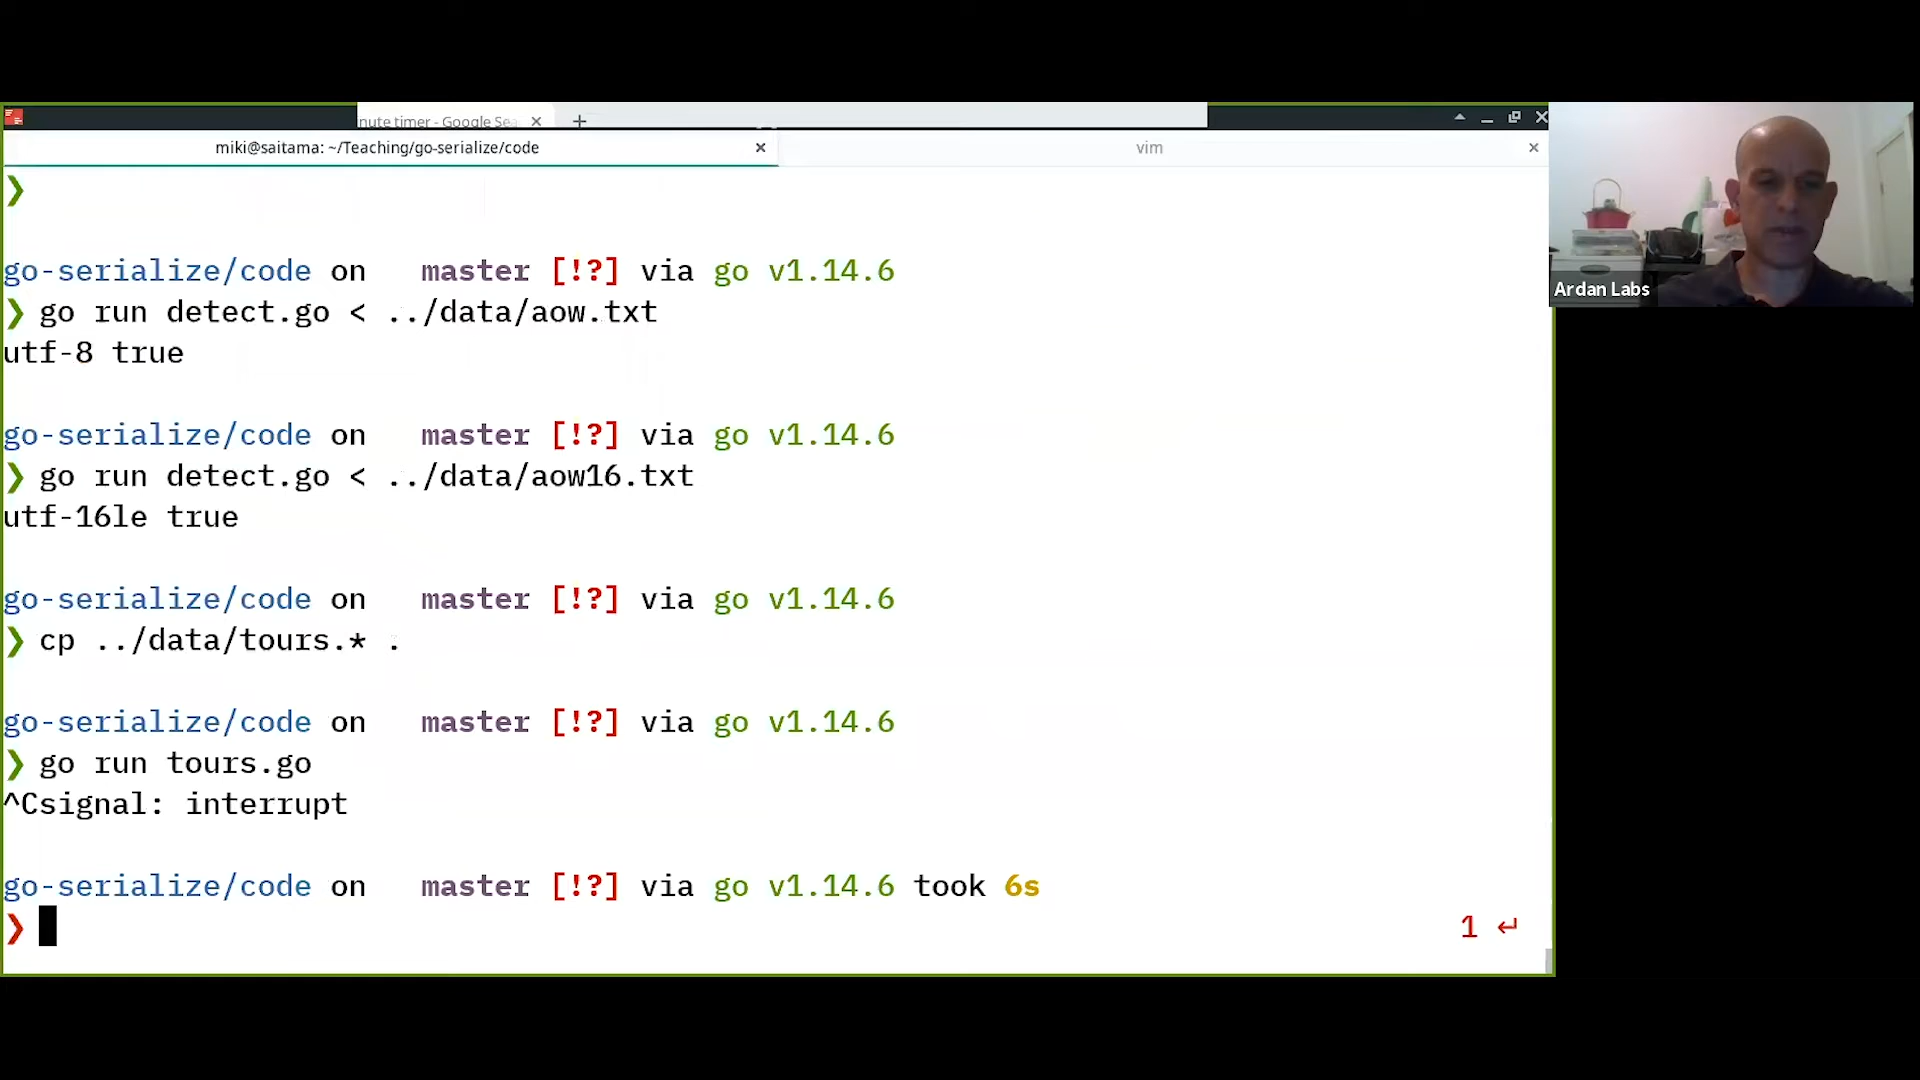 nute timer - Google Sea
miki@saitama: ~/Teaching/go-serialize/code
vim
❯
go-serialize/code on master [!?] via go v1.14.6
❯ go run detect.go < ../data/aow.txt
utf-8 true
go-serialize/code on master [!?] via go v1.14.6
❯ go run detect.go < ../data/aow16.txt
utf-16le true
go-serialize/code on master [!?] via go v1.14.6
❯ cp ../data/tours.* .
go-serialize/code on master [!?] via go v1.14.6
❯ go run tours.go
^Csignal: interrupt
go-serialize/code on master [!?] via go v1.14.6 took 6s
❯ 1 ↵
Ardan Labs